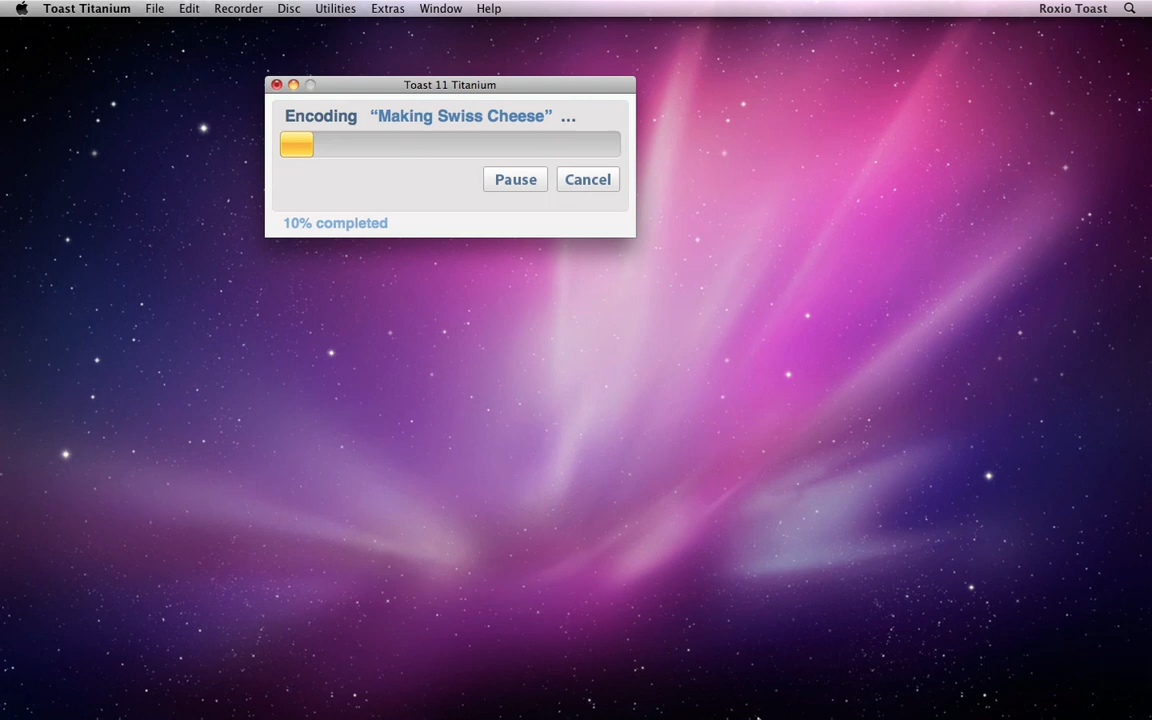 Toast Titanium File Edit Recorder Disc Utilities Extras Window Help Roxio Toast
Toast 11 Titanium
Encoding “Making Swiss Cheese” ...
Pause Cancel
10% completed